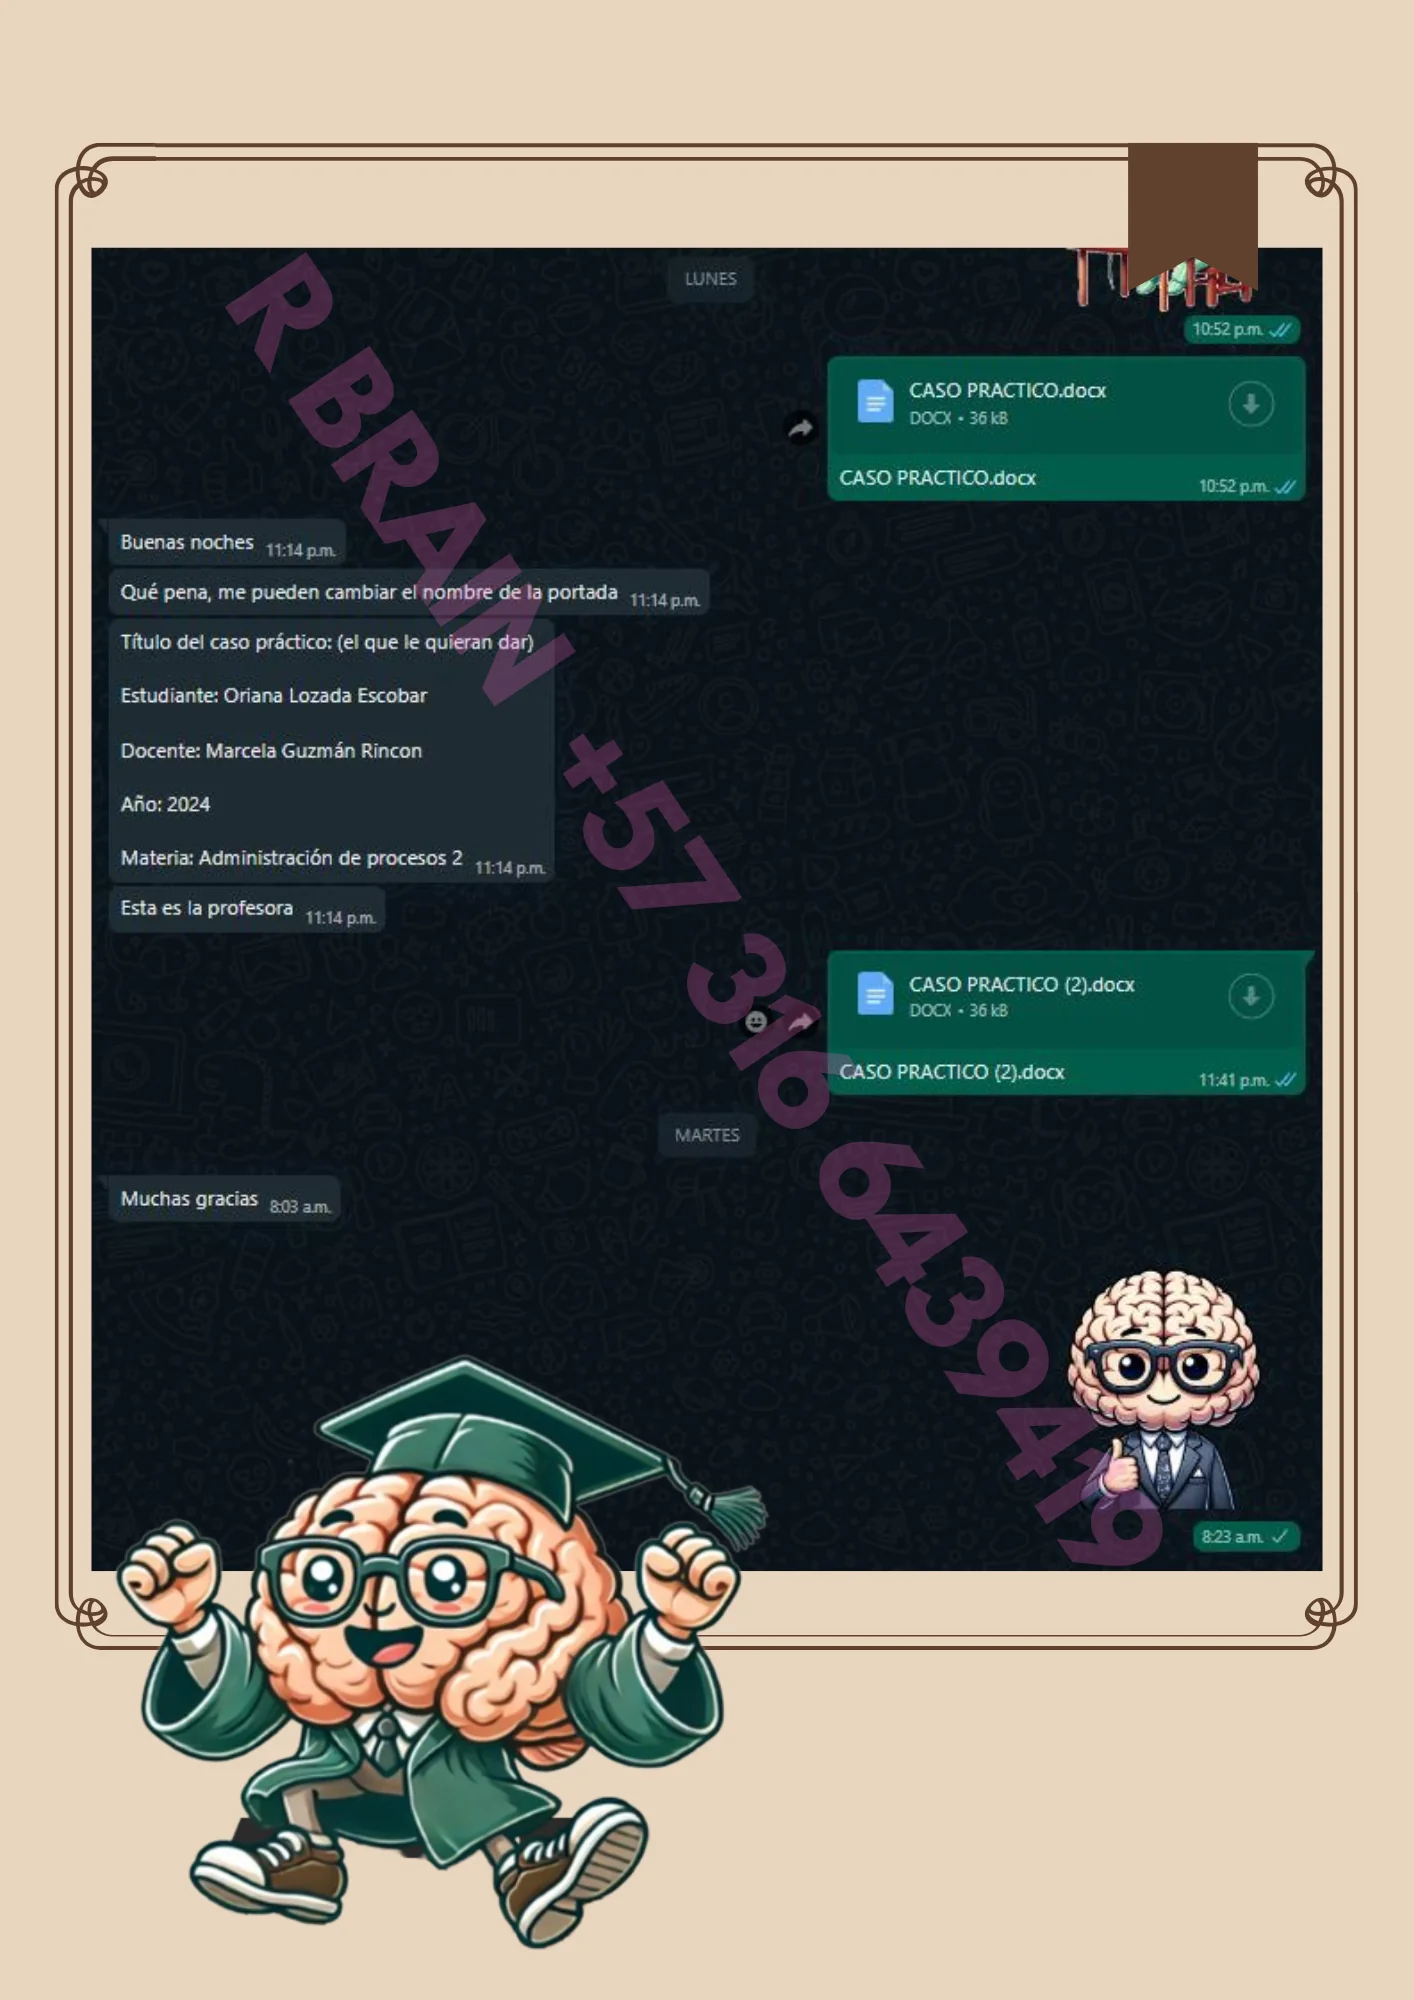 LUNES
10:52 p.m.
CASO PRACTICO.docx
DOCX • 36 kB
CASO PRACTICO.docx
10:52 p.m.
Buenas noches 11:14 p.m.
Qué pena, me pueden cambiar el nombre de la portada 11:14 p.m.
Título del caso práctico: (el que le quieran dar)
Estudiante: Oriana Lozada Escobar
Docente: Marcela Guzmán Rincon
Año: 2024
Materia: Administración de procesos 2 11:14 p.m.
Esta es la profesora 11:14 p.m.
CASO PRACTICO (2).docx
DOCX • 36 kB
CASO PRACTICO (2).docx
11:41 p.m.
MARTES
Muchas gracias 8:03 a.m.
8:23 a.m.
R BRAIN +57 316 6439419